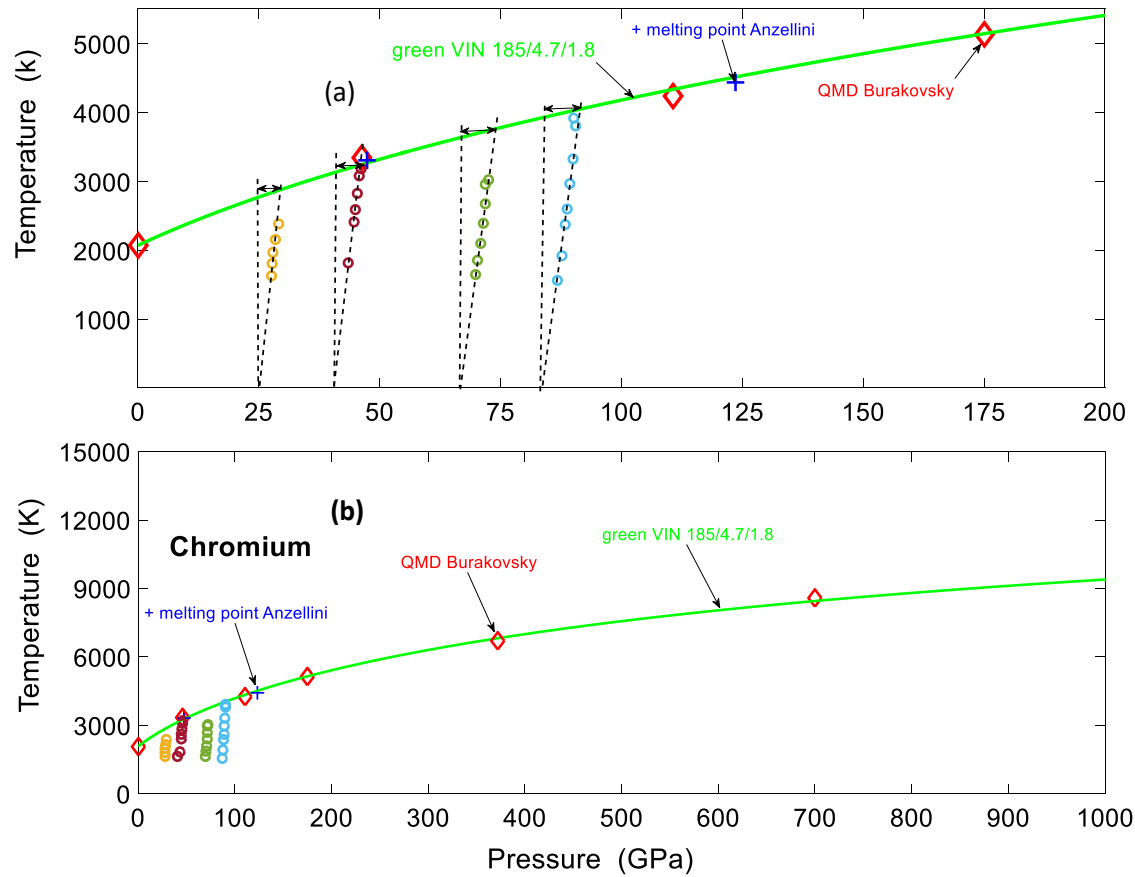 5000
4000
3000
2000
1000
Temperature (k)
green VIN 185/4.7/1.8
+ melting point Anzellini
(a)
QMD Burakovsky
0 25 50 75 100 125 150 175 200
15000
12000
9000
6000
3000
0
Temperature (K)
(b)
Chromium
green VIN 185/4.7/1.8
QMD Burakovsky
+ melting point Anzellini
0 100 200 300 400 500 600 700 800 900 1000
Pressure (GPa)